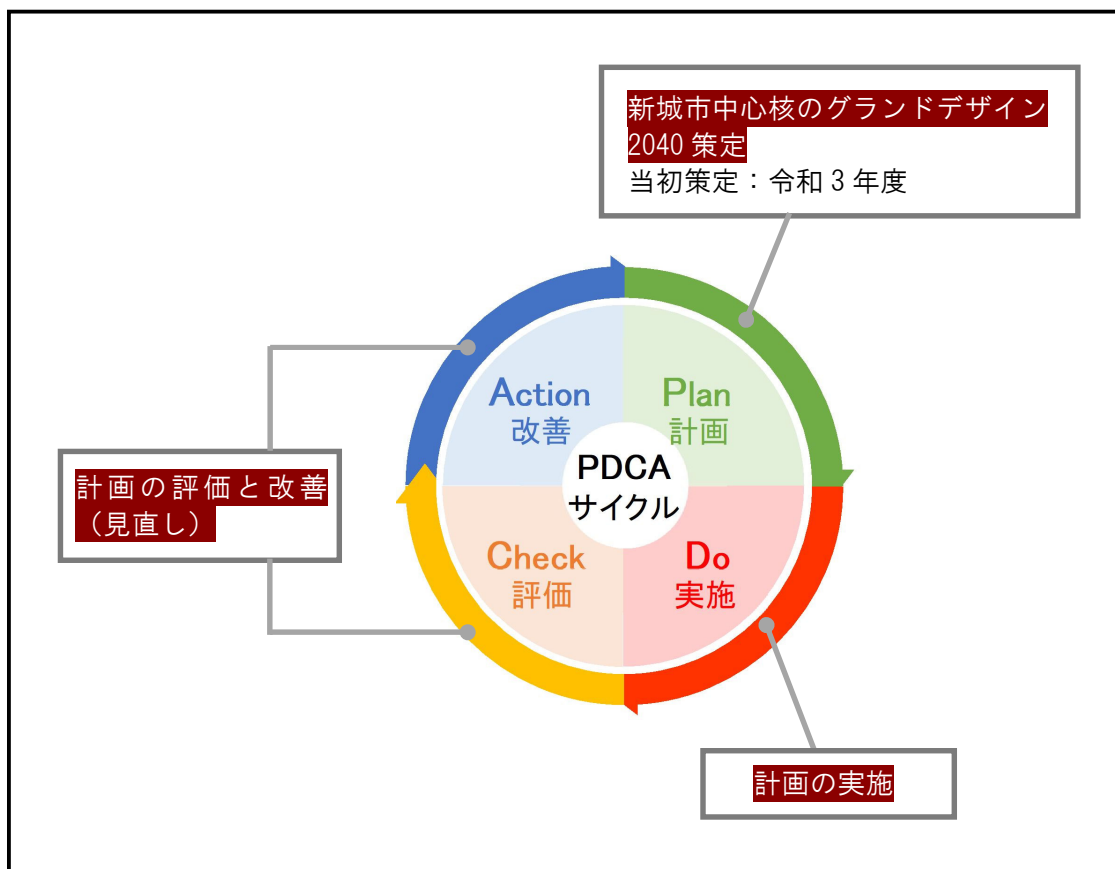 新城市中心核のグランドデザイン
2040 策定
当初策定：令和 3 年度
Action
改善
Plan
計画
PDCA
サイクル
計画の評価と改善
（見直し）
Check
評価
Do
実施
計画の実施